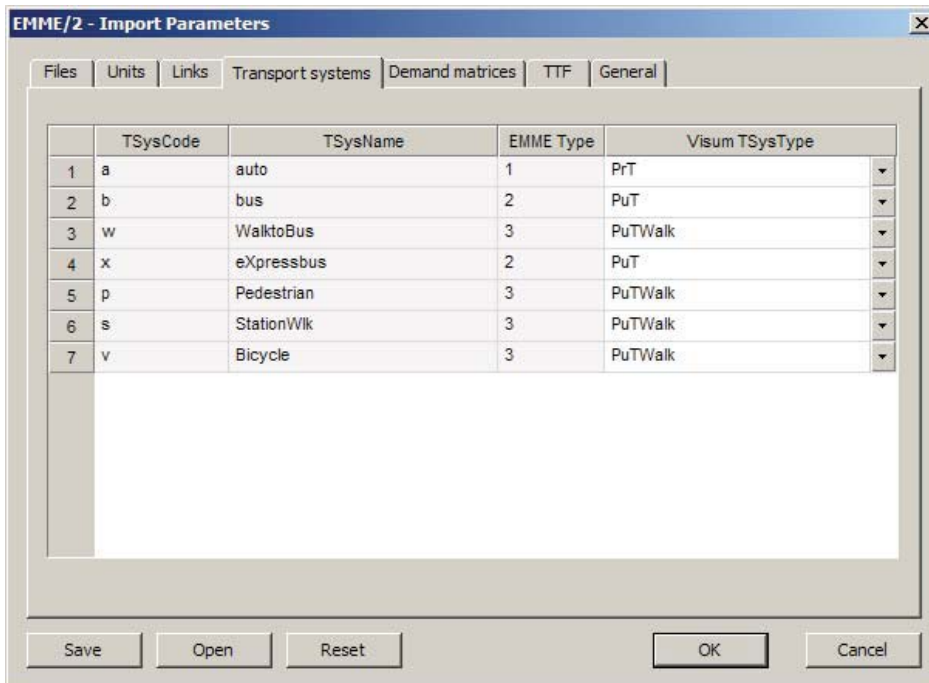 EMME/2 - Import Parameters
Files Units Links Transport systems Demand matrices TTF General
TSysCode TSysName EMME Type Visum TSysType
1 a auto 1 PrT
2 b bus 2 PuT
3 w WalktoBus 3 PuTWalk
4 x eXpressbus 2 PuT
5 p Pedestrian 3 PuTWalk
6 s StationWlk 3 PuTWalk
7 v Bicycle 3 PuTWalk
Save Open Reset OK Cancel